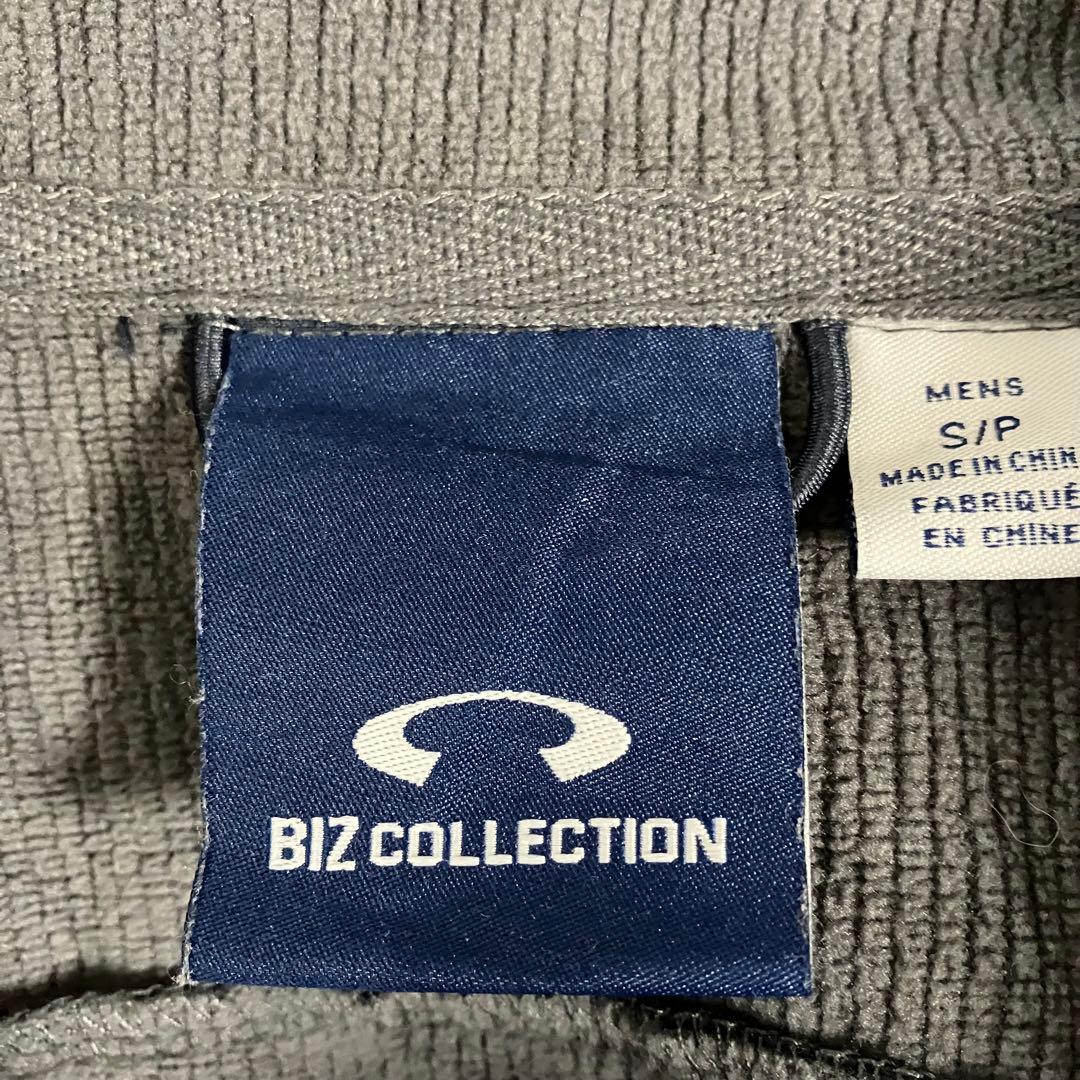 BIZ COLLECTION
MENS
S/P
MADE IN CHIN
FABRIQUÉ
EN CHINE